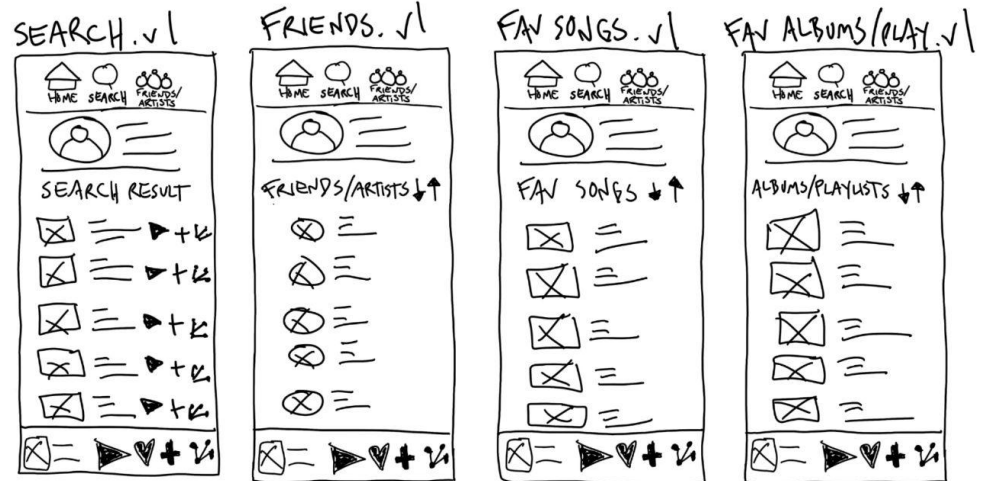 SEARCH.v1
HOME SEARCH FRIENDS/
ARTISTS
SEARCH RESULT
FRIENDS.v1
HOME SEARCH FRIENDS/
ARTISTS
FRIENDS/ARTISTS
FAV SONGS.v1
HOME SEARCH FRIENDS/
ARTISTS
FAV SONGS
FAV ALBUMS/PLAY.v1
HOME SEARCH FRIENDS/
ARTISTS
ALBUMS/PLAYLISTS